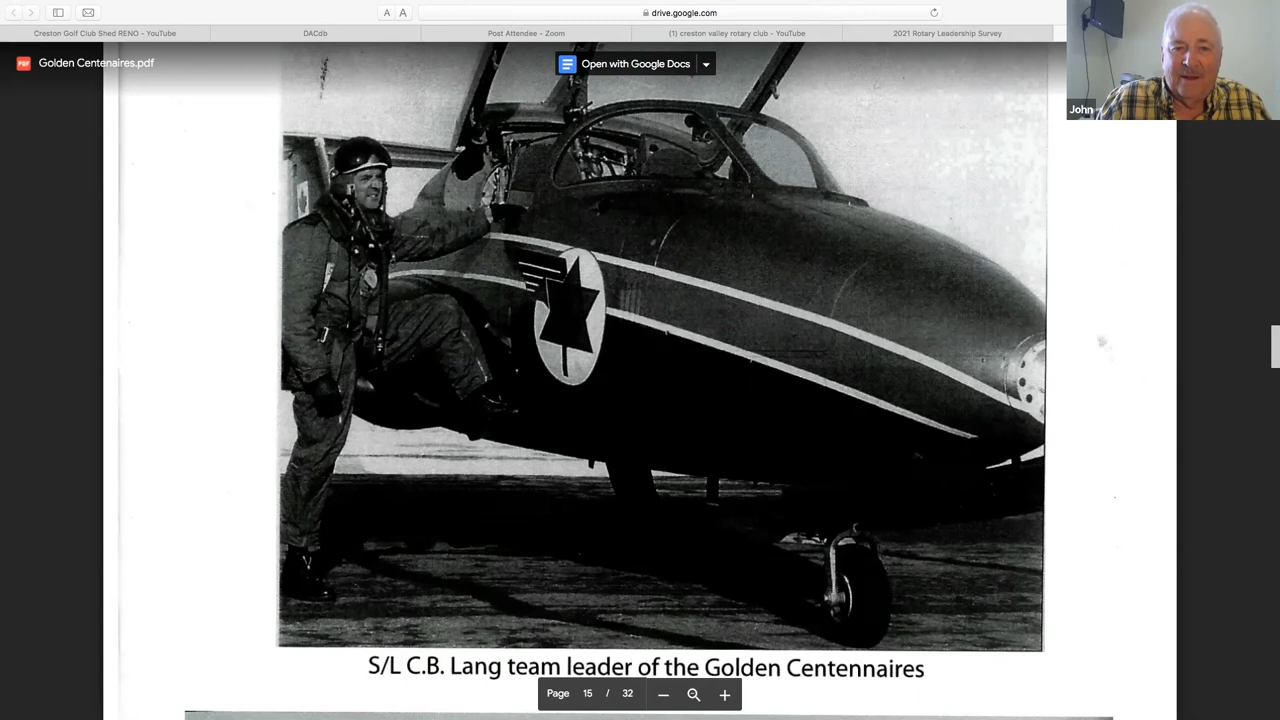 A A
drive.google.com
Creston Golf Club Shed RENO - YouTube
DACdb
Post Attendee - Zoom
(1) creston valley rotary club - YouTube
2021 Rotary Leadership Survey
PDF
Golden Centenaires.pdf
Open with Google Docs
John
S/L C.B. Lang team leader of the Golden Centennaires
Page 15 / 32